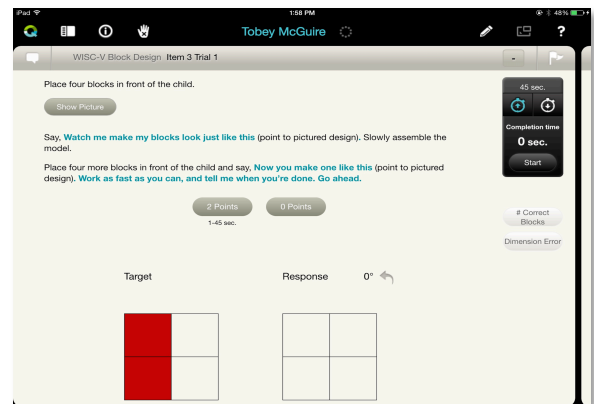 iPad
1:58 PM
48%
Tobey McGuire
?
WISC-V Block Design Item 3 Trial 1
-
Place four blocks in front of the child.
Show Picture
Say, Watch me make my blocks look just like this (point to pictured design). Slowly assemble the
model.
Place four more blocks in front of the child and say, Now you make one like this (point to pictured
design). Work as fast as you can, and tell me when you're done. Go ahead.
2 Points
0 Points
1-45 sec.
45 sec.
Completion time
0 sec.
Start
# Correct
Blocks
Dimension Error
Target
Response
0°